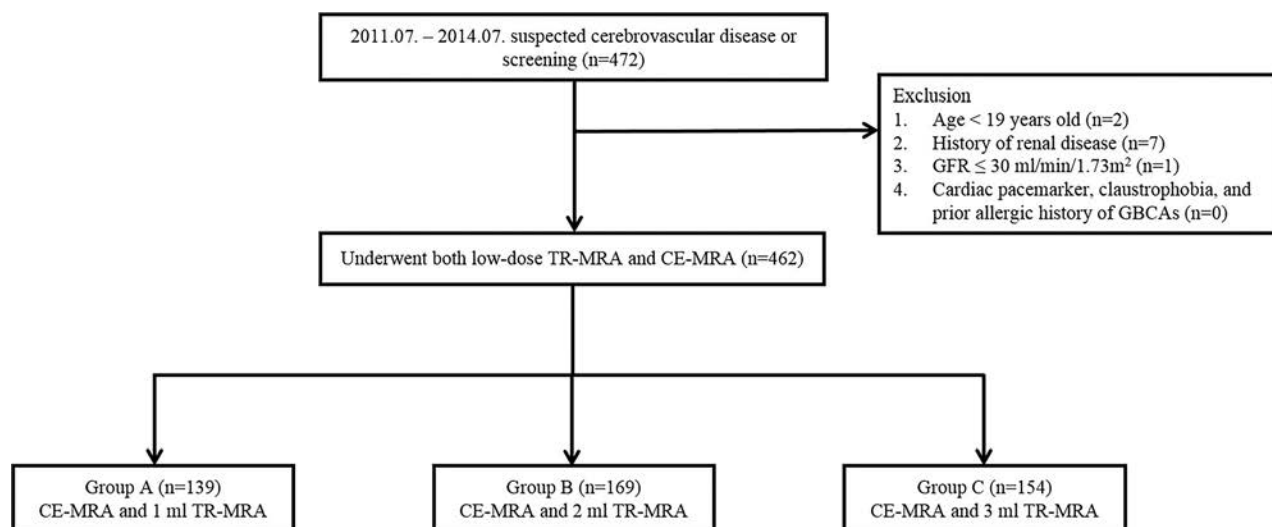 2011.07. – 2014.07. suspected cerebrovascular disease or
screening (n=472)
Exclusion
1. Age < 19 years old (n=2)
2. History of renal disease (n=7)
3. GFR ≤ 30 ml/min/1.73m² (n=1)
4. Cardiac pacemarker, claustrophobia, and
prior allergic history of GBCAs (n=0)
Underwent both low-dose TR-MRA and CE-MRA (n=462)
Group A (n=139)
CE-MRA and 1 ml TR-MRA
Group B (n=169)
CE-MRA and 2 ml TR-MRA
Group C (n=154)
CE-MRA and 3 ml TR-MRA